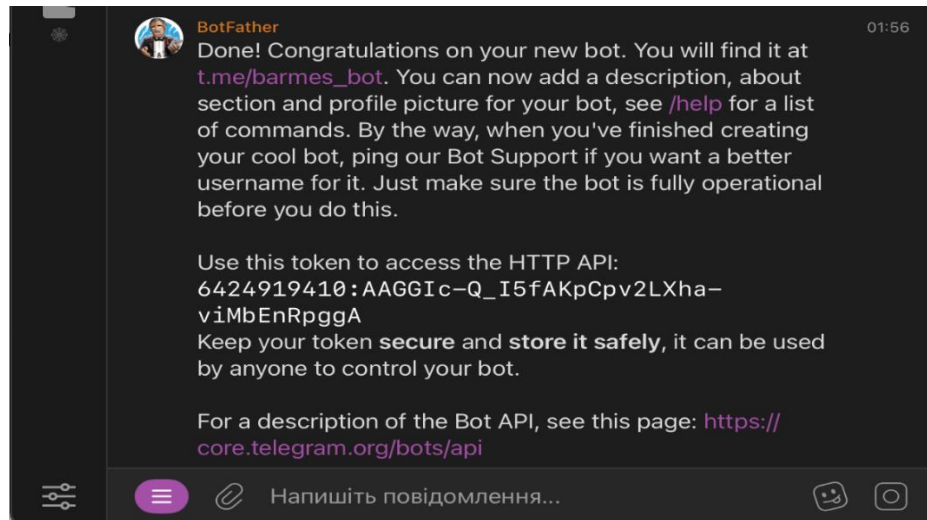 BotFather 01:56
Done! Congratulations on your new bot. You will find it at
t.me/barmes_bot. You can now add a description, about
section and profile picture for your bot, see /help for a list
of commands. By the way, when you've finished creating
your cool bot, ping our Bot Support if you want a better
username for it. Just make sure the bot is fully operational
before you do this.
Use this token to access the HTTP API:
6424919410:AAGGIc-Q_I5fAKpCpv2LXha-
viMbEnRpggA
Keep your token secure and store it safely, it can be used
by anyone to control your bot.
For a description of the Bot API, see this page: https://
core.telegram.org/bots/api
Напишіть повідомлення...